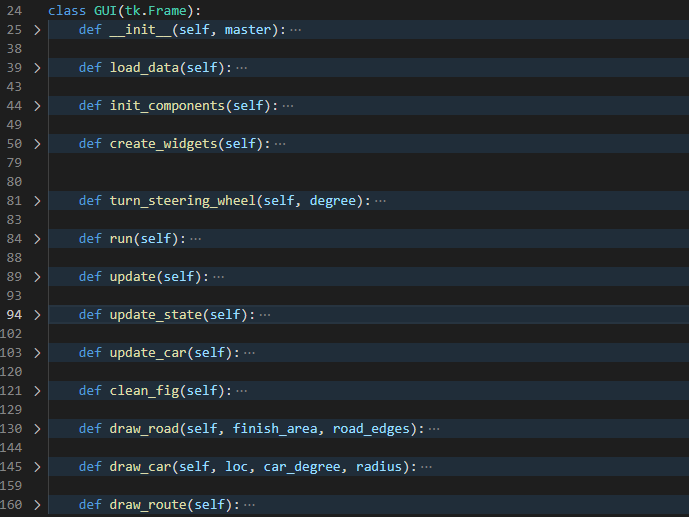 24 class GUI(tk.Frame):
25 > def __init__(self, master): ···
38
39 > def load_data(self): ···
43
44 > def init_components(self): ···
49
50 > def create_widgets(self): ···
79
80
81 > def turn_steering_wheel(self, degree): ···
83
84 > def run(self): ···
88
89 > def update(self): ···
93
94 > def update_state(self): ···
102
103 > def update_car(self): ···
120
121 > def clean_fig(self): ···
129
130 > def draw_road(self, finish_area, road_edges): ···
144
145 > def draw_car(self, loc, car_degree, radius): ···
159
160 > def draw_route(self): ···